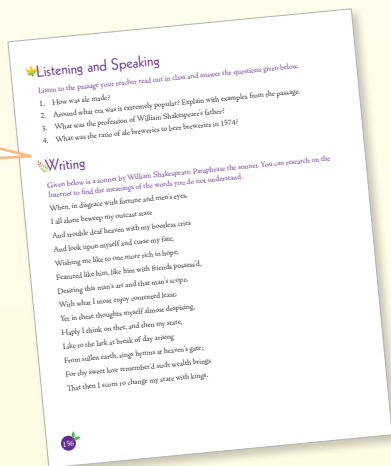 Listening and Speaking
Listen to the passage your teacher read out in class and answer the questions given below.
1. How was ale made?
2. Around what era was it extremely popular? Explain with examples from the passage.
3. What was the profession of William Shakespeare's father?
4. What was the ratio of ale breweries to beer breweries in 1574?
Writing
Given below is a sonnet by William Shakespeare. Paraphrase the sonnet. You can research on the
Internet to find the meanings of the words you do not understand.
When, in disgrace with fortune and men's eyes,
I all alone beweep my outcast state
And trouble deaf heaven with my bootless cries
And look upon myself and curse my fate,
Wishing me like to one more rich in hope,
Featured like him, like him with friends possess'd,
Desiring this man's art and that man's scope,
With what I most enjoy contented least;
Yet in these thoughts myself almost despising,
Haply I think on thee, and then my state,
Like to the lark at break of day arising
From sullen earth, sings hymns at heaven's gate;
For thy sweet love remember'd such wealth brings
That then I scorn to change my state with kings.
156